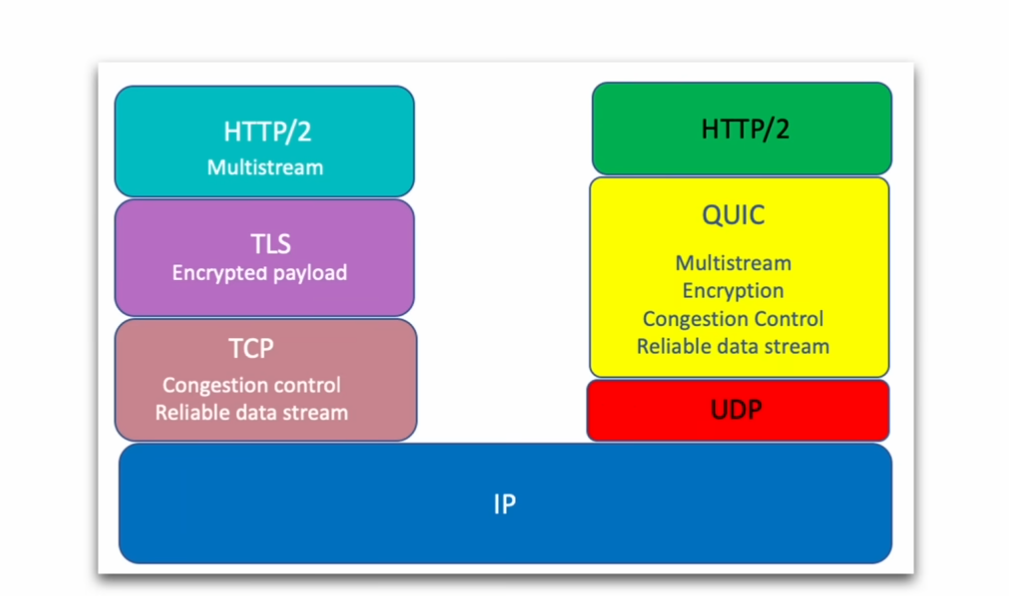 HTTP/2
Multistream
TLS
Encrypted payload
TCP
Congestion control
Reliable data stream
HTTP/2
QUIC
Multistream
Encryption
Congestion Control
Reliable data stream
UDP
IP